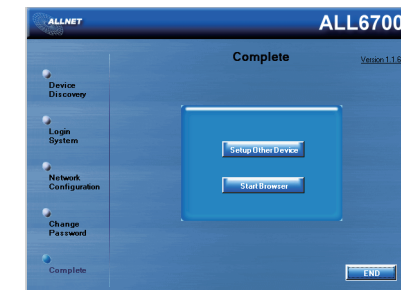 ALLNET
ALL6700
Complete
Version 1.1.6
Device
Discovery
Login
System
Network
Configuration
Change
Password
Complete
Setup Other Device
Start Browser
END